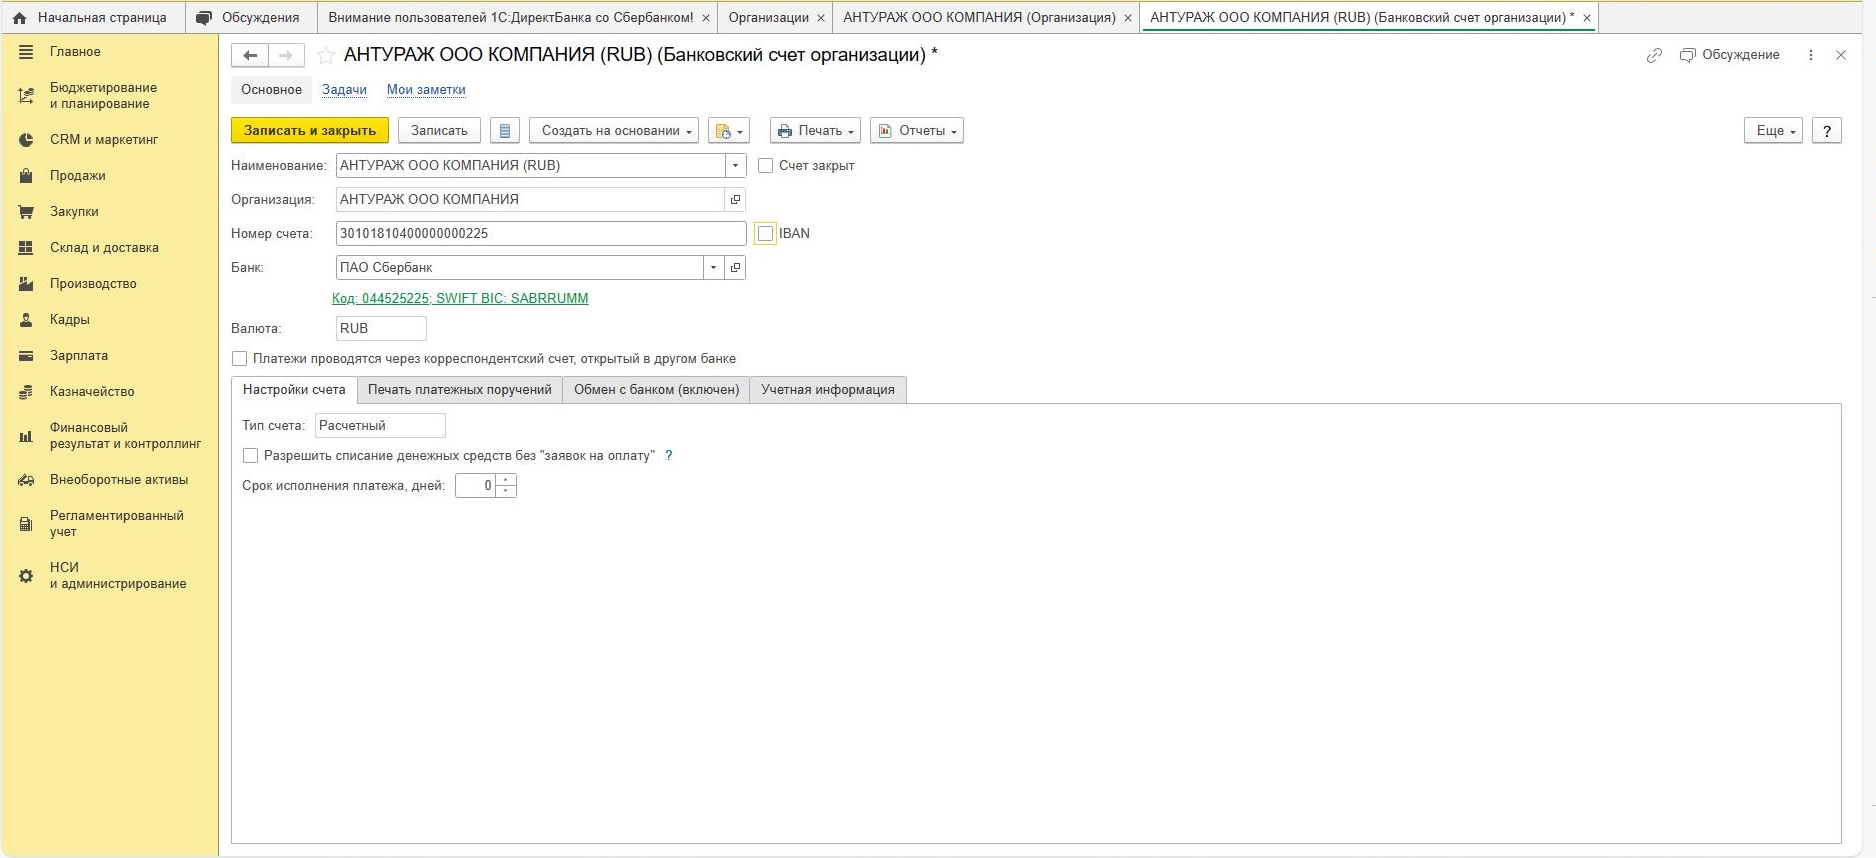 Начальная страница
Обсуждения
Внимание пользователей 1С:ДиректБанка со Сбербанком!
Организации
АНТУРАЖ ООО КОМПАНИЯ (Организация)
АНТУРАЖ ООО КОМПАНИЯ (RUB) (Банковский счет организации) *
Главное
Бюджетирование
и планирование
CRM и маркетинг
Продажи
Закупки
Склад и доставка
Производство
Кадры
Зарплата
Казначейство
Финансовый
результат и контроллинг
Внеоборотные активы
Регламентированный
учет
НСИ
и администрирование
АНТУРАЖ ООО КОМПАНИЯ (RUB) (Банковский счет организации) *
Обсуждение
Основное Задачи Мои заметки
Записать и закрыть Записать Создать на основании Печать Отчеты Еще ?
Наименование: АНТУРАЖ ООО КОМПАНИЯ (RUB) Счет закрыт
Организация: АНТУРАЖ ООО КОМПАНИЯ
Номер счета: 30101810400000000225 IBAN
Банк: ПАО Сбербанк
Код: 044525225; SWIFT BIC: SABRRUMM
Валюта: RUB
Платежи проводятся через корреспондентский счет, открытый в другом банке
Настройки счета Печать платежных поручений Обмен с банком (включен) Учетная информация
Тип счета: Расчетный
Разрешить списание денежных средств без "заявок на оплату" ?
Срок исполнения платежа, дней: 0